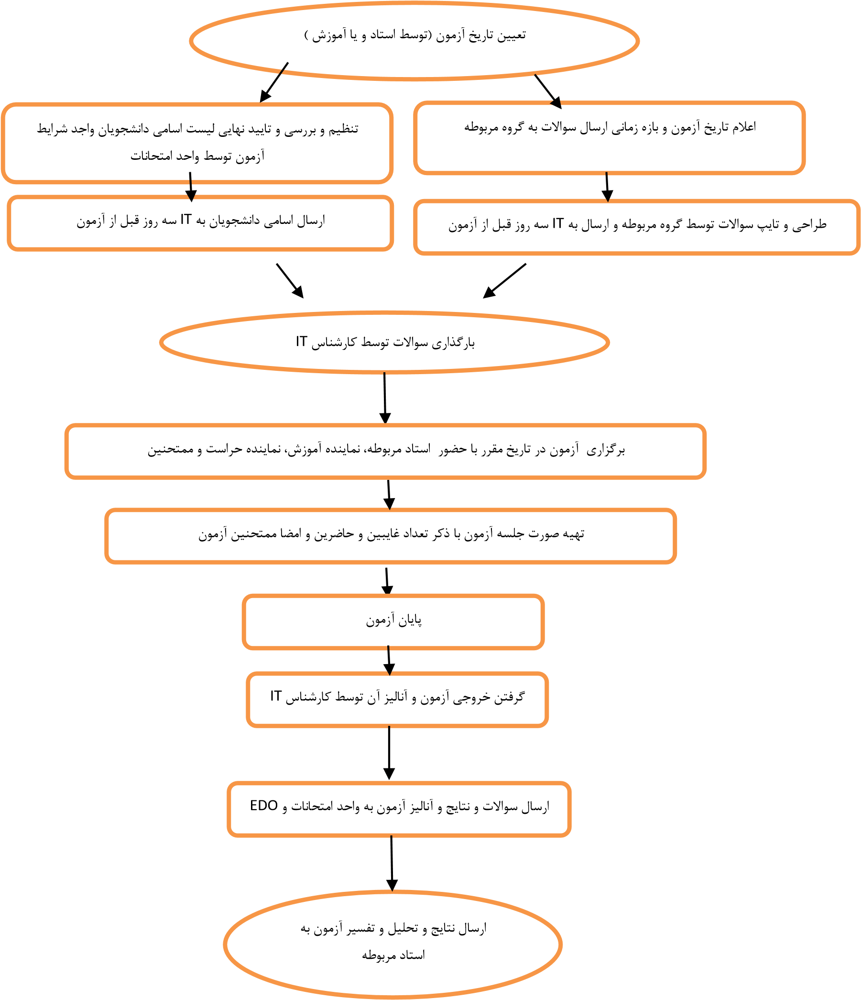 تعیین تاریخ آزمون (توسط استاد و یا آموزش )
اعلام تاریخ آزمون و بازه زمانی ارسال سوالات به گروه مربوطه
تنظیم و بررسی و تایید نهایی لیست اسامی دانشجویان واجد شرایط
آزمون توسط واحد امتحانات
طراحی و تایپ سوالات توسط گروه مربوطه و ارسال به IT سه روز قبل از آزمون
ارسال اسامی دانشجویان به IT سه روز قبل از آزمون
بارگذاری سوالات توسط کارشناس IT
برگزاری آزمون در تاریخ مقرر با حضور استاد مربوطه، نماینده آموزش، نماینده حراست و ممتحنین
تهیه صورت جلسه آزمون با ذکر تعداد غایبین و حاضرین و امضا ممتحنین آزمون
پایان آزمون
گرفتن خروجی آزمون و آنالیز آن توسط کارشناس IT
ارسال سوالات و نتایج و آنالیز آزمون به واحد امتحانات و EDO
ارسال نتایج و تحلیل و تفسیر آزمون به
استاد مربوطه